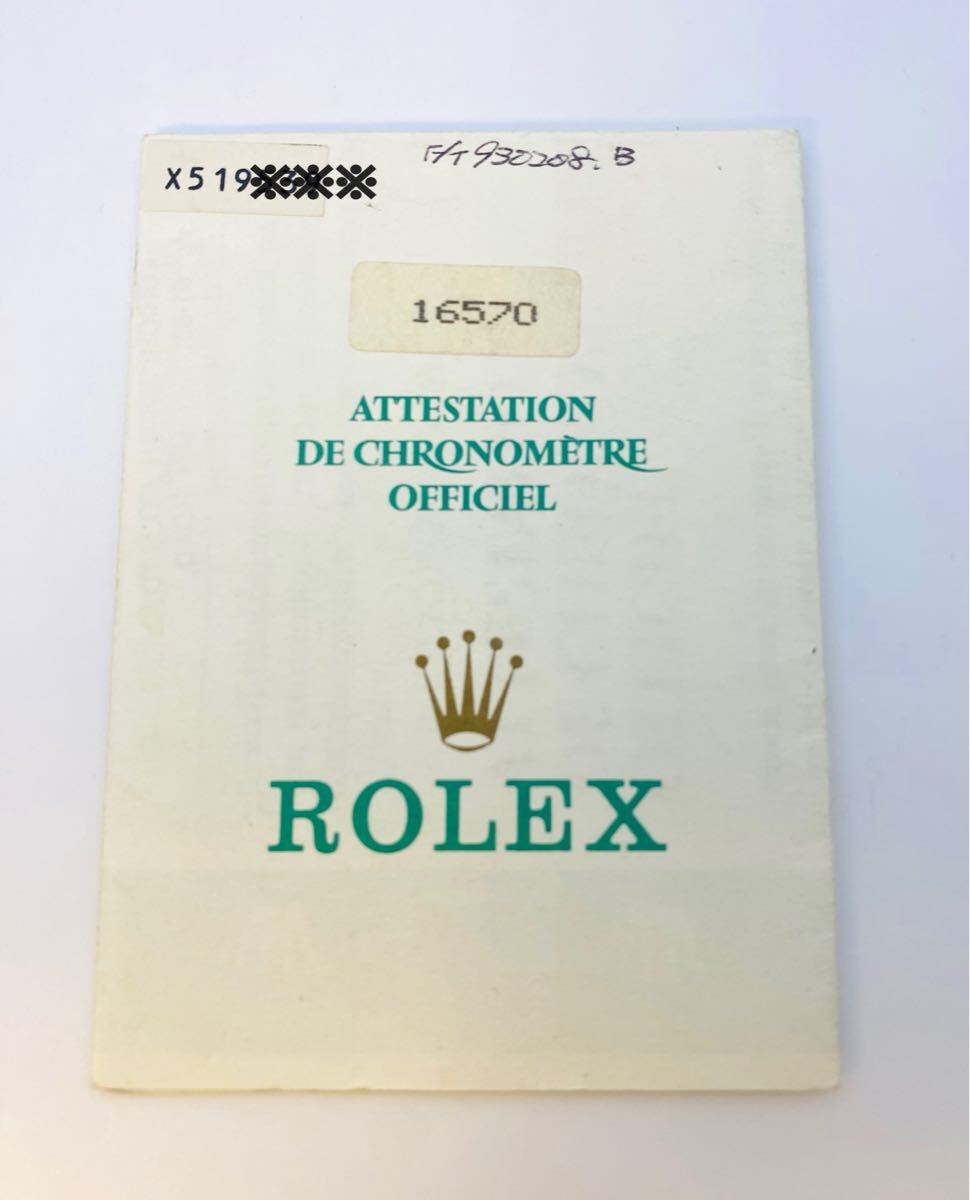 X519※※※
F/T 930208. B
16570
ATTESTATION
DE CHRONOMÈTRE
OFFICIEL
ROLEX